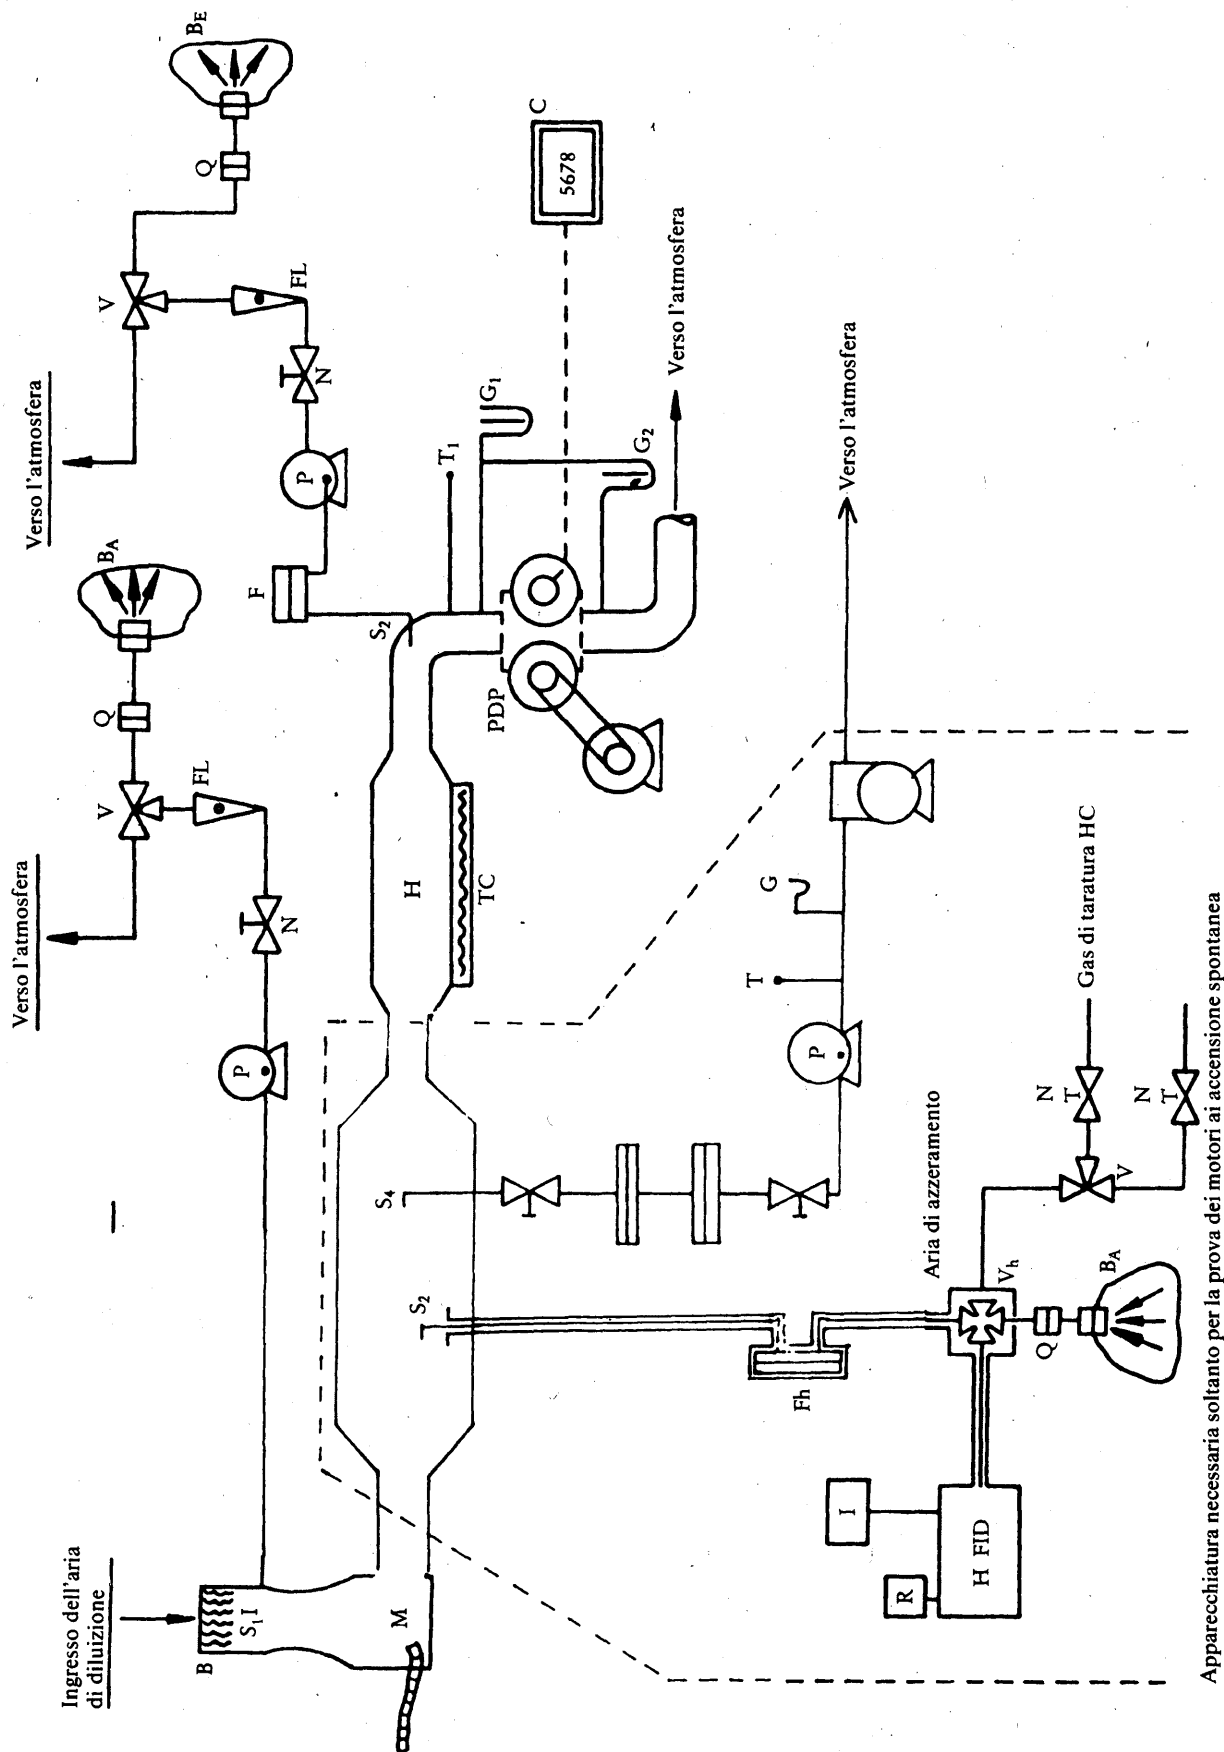 Ingresso dell'aria
di diluizione
B
S₁ I
M
Verso l'atmosfera
V
Q
BA
FL
N
P
Verso l'atmosfera
V
Q
BE
FL
N
P
F
S₂
T₁
G₁
G₂
C
5678
PDP
Verso l'atmosfera
H
TC
S₄
S₂
P
T
G
Verso l'atmosfera
Fh
R
I
H FID
Aria di azzeramento
Vh
Q
BA
V
N
T
N
T
Gas di taratura HC
Apparecchiatura necessaria soltanto per la prova dei motori ai accensione spontanea